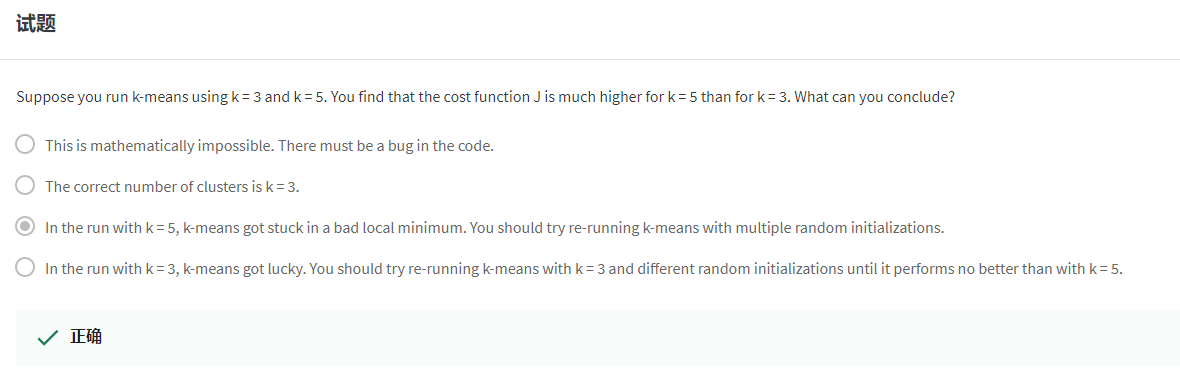 试题
Suppose you run k-means using k = 3 and k = 5. You find that the cost function J is much higher for k = 5 than for k = 3. What can you conclude?
This is mathematically impossible. There must be a bug in the code.
The correct number of clusters is k = 3.
In the run with k = 5, k-means got stuck in a bad local minimum. You should try re-running k-means with multiple random initializations.
In the run with k = 3, k-means got lucky. You should try re-running k-means with k = 3 and different random initializations until it performs no better than with k = 5.
正确